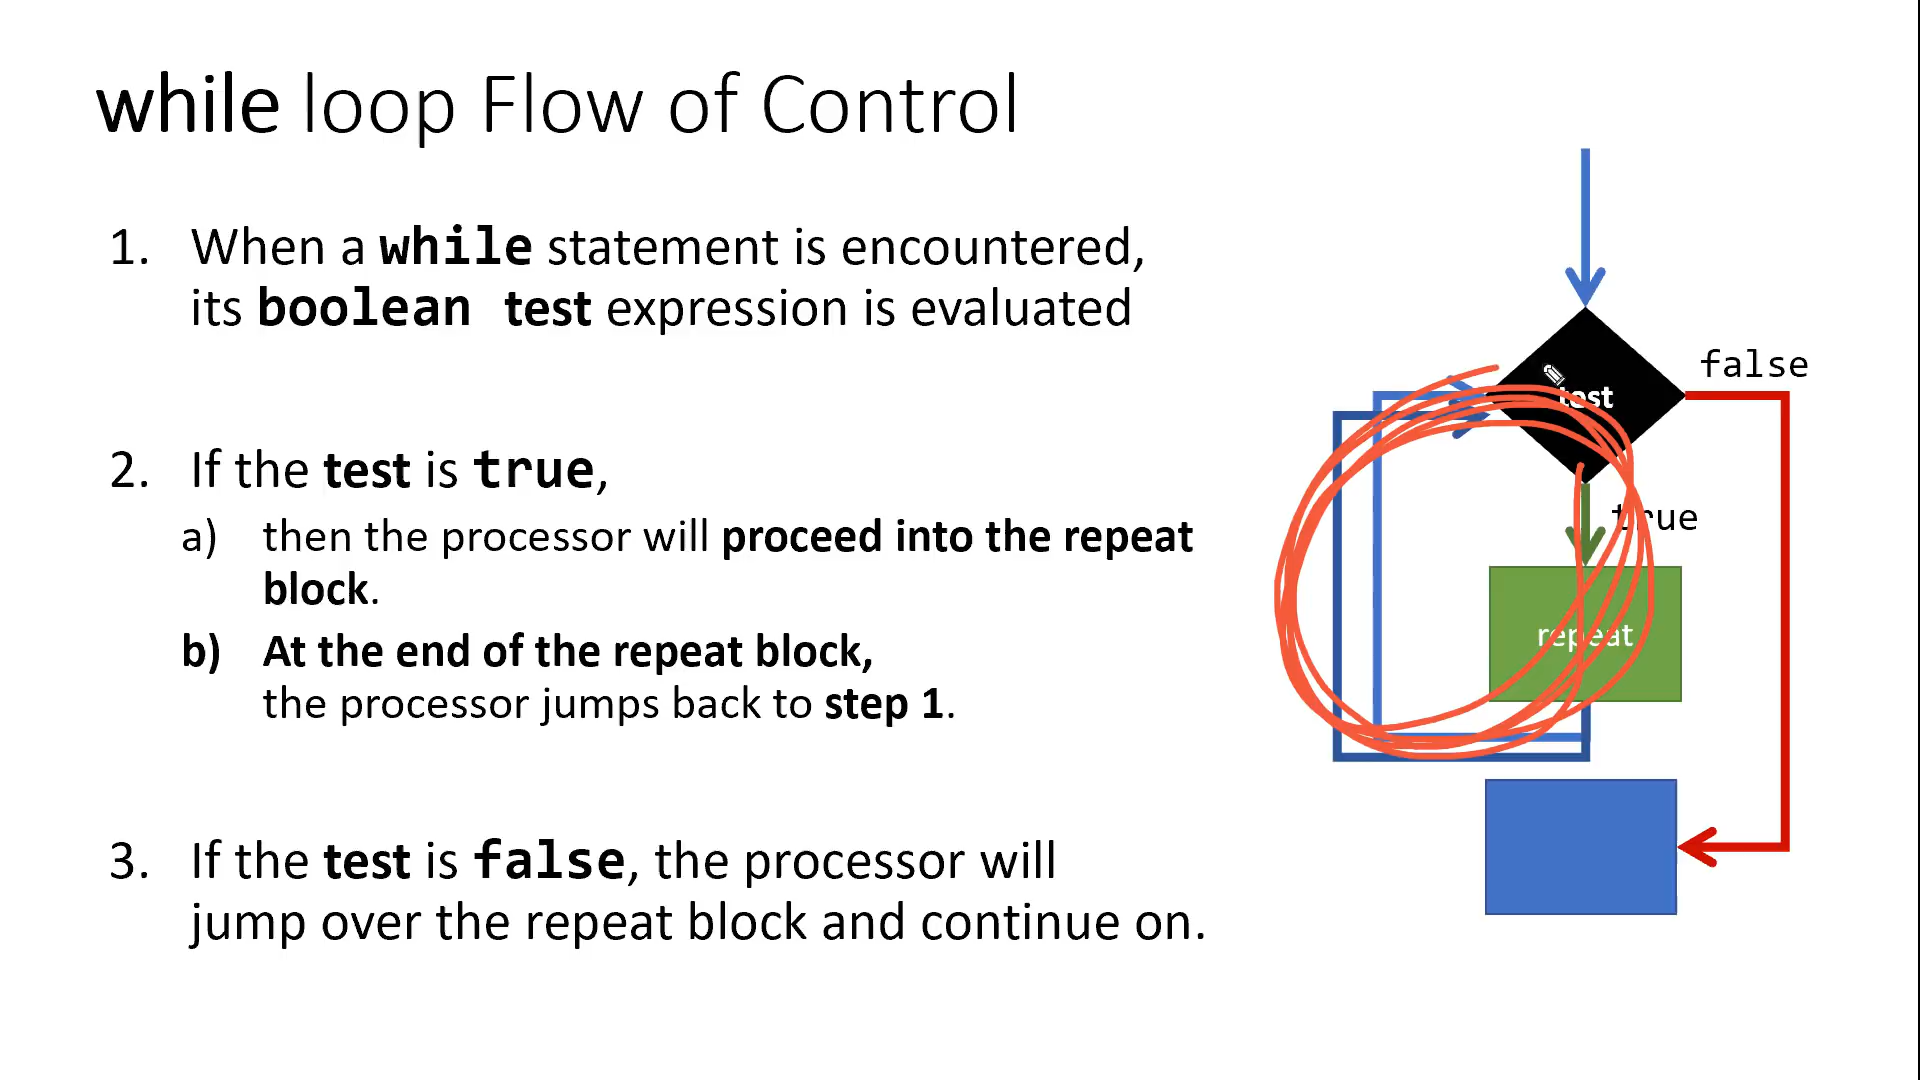 while loop Flow of Control
1. When a while statement is encountered,
its boolean test expression is evaluated
2. If the test is true,
a) then the processor will proceed into the repeat
block.
b) At the end of the repeat block,
the processor jumps back to step 1.
3. If the test is false, the processor will
jump over the repeat block and continue on.
false
test
true
repeat